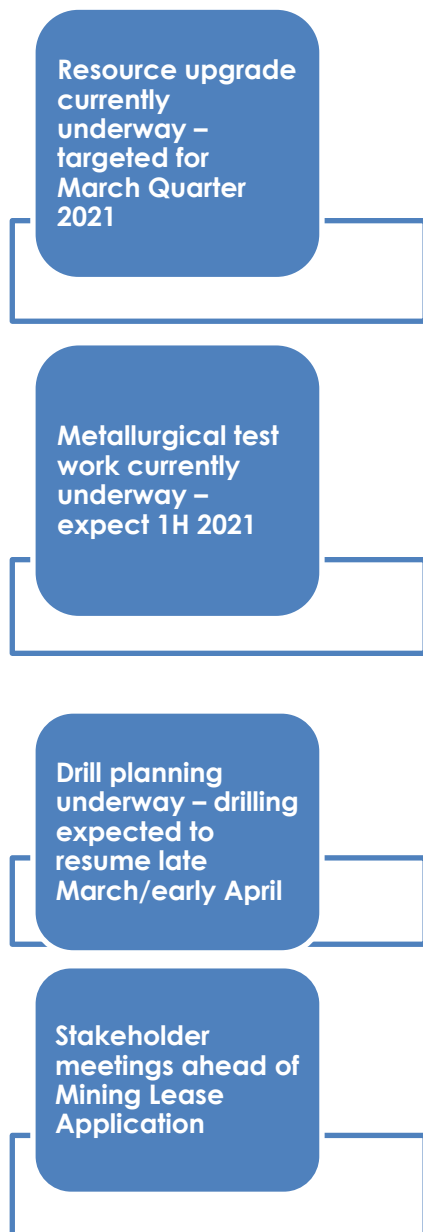 Resource upgrade
currently
underway –
targeted for
March Quarter
2021
Metallurgical test
work currently
underway –
expect 1H 2021
Drill planning
underway – drilling
expected to
resume late
March/early April
Stakeholder
meetings ahead of
Mining Lease
Application